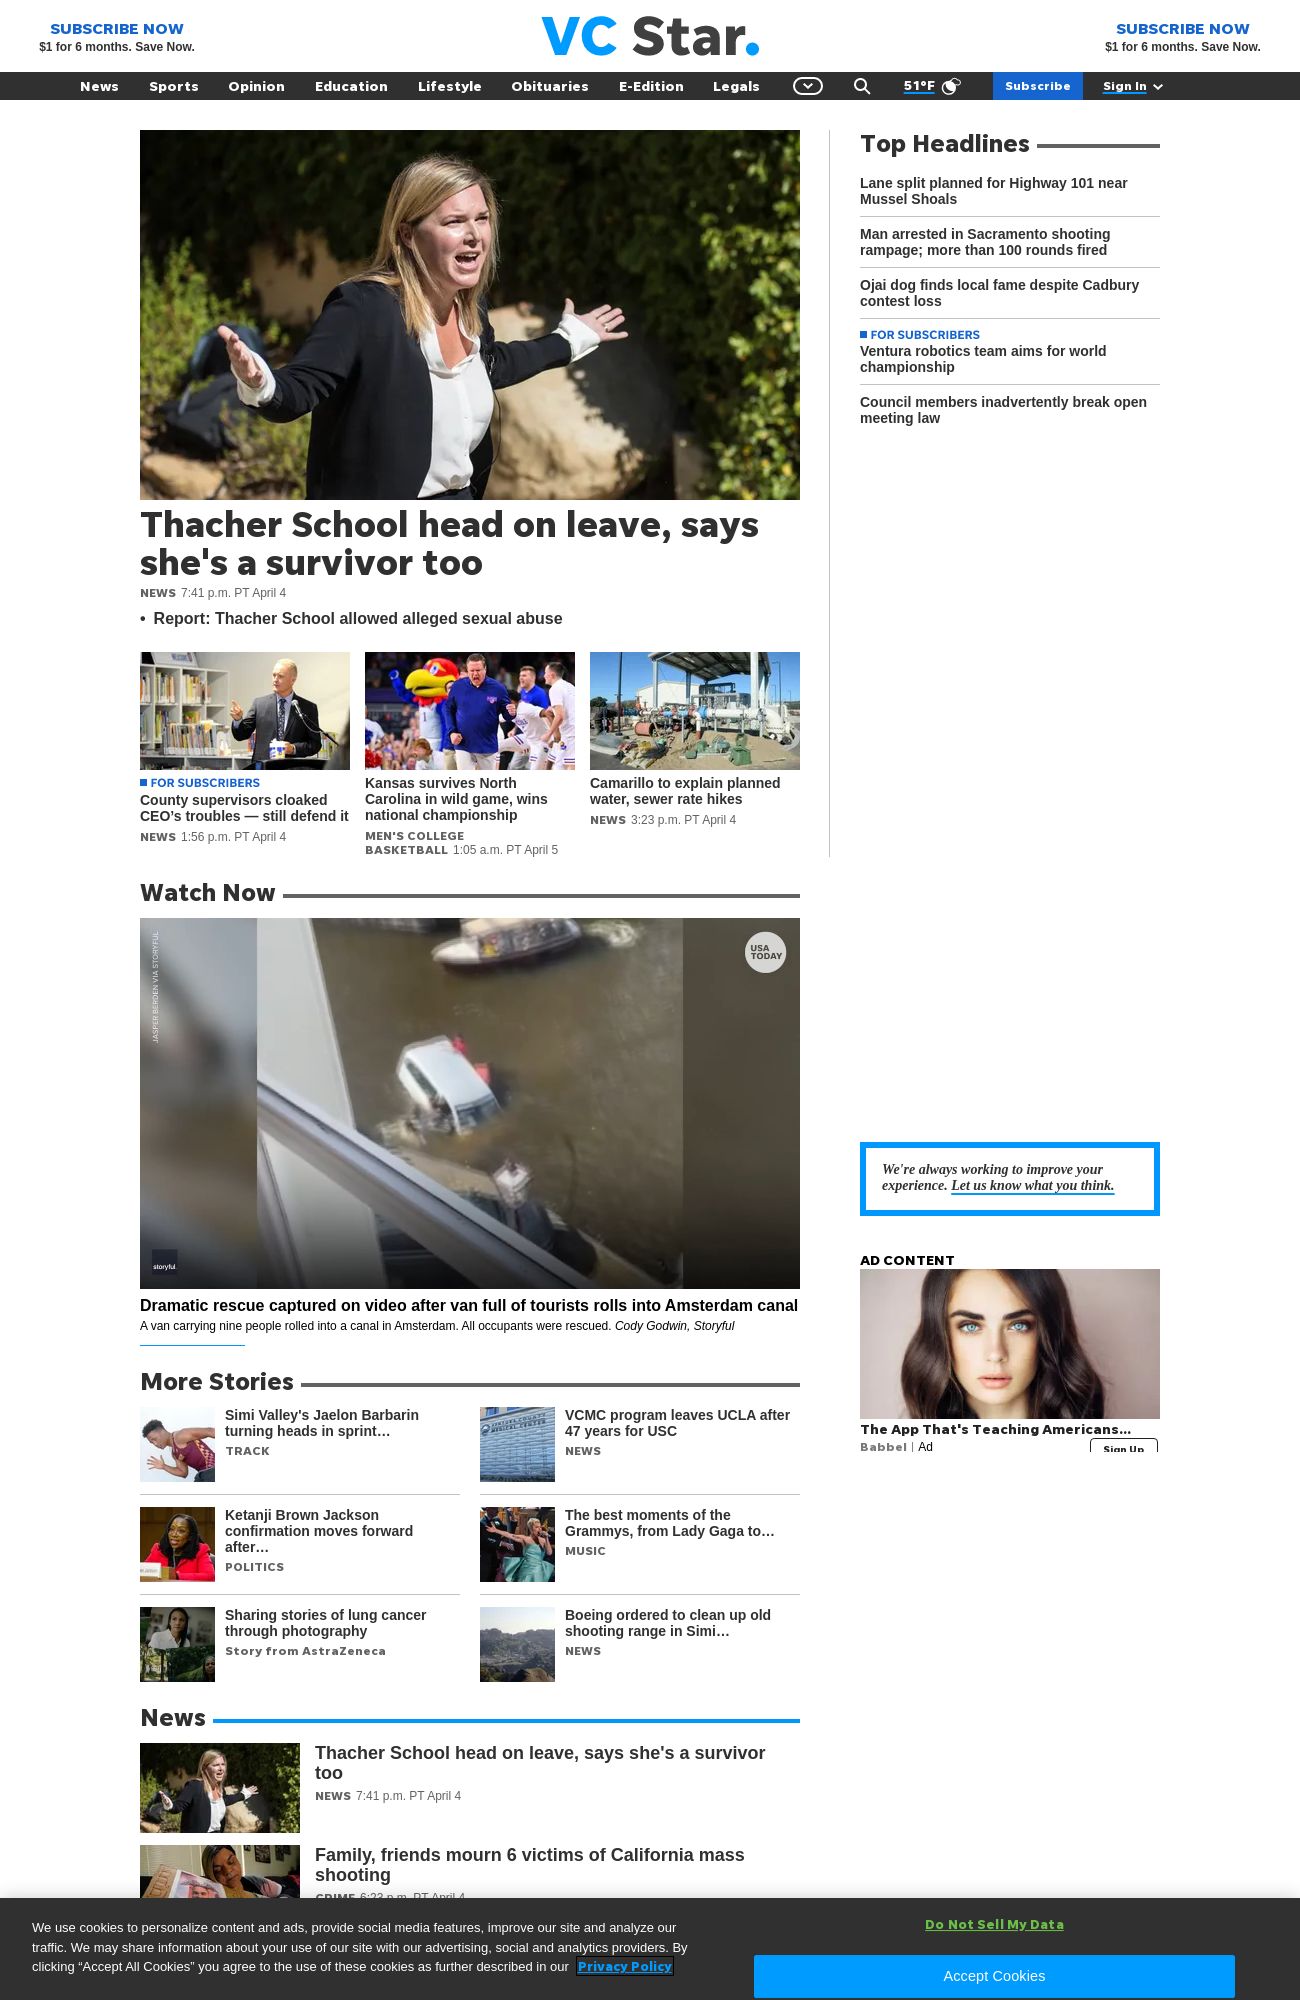 SUBSCRIBE NOW
$1 for 6 months. Save Now.
VC Star.
SUBSCRIBE NOW
$1 for 6 months. Save Now.
News Sports Opinion Education Lifestyle Obituaries E-Edition Legals 51°F Subscribe Sign In
Thacher School head on leave, says
she's a survivor too
NEWS 7:41 p.m. PT April 4
• Report: Thacher School allowed alleged sexual abuse
FOR SUBSCRIBERS
County supervisors cloaked
CEO’s troubles — still defend it
NEWS 1:56 p.m. PT April 4
Kansas survives North
Carolina in wild game, wins
national championship
MEN'S COLLEGE
BASKETBALL 1:05 a.m. PT April 5
Camarillo to explain planned
water, sewer rate hikes
NEWS 3:23 p.m. PT April 4
Top Headlines
Lane split planned for Highway 101 near
Mussel Shoals
Man arrested in Sacramento shooting
rampage; more than 100 rounds fired
Ojai dog finds local fame despite Cadbury
contest loss
FOR SUBSCRIBERS
Ventura robotics team aims for world
championship
Council members inadvertently break open
meeting law
Watch Now
JASPER BERDEN VIA STORYFUL
USA
TODAY
storyful.
Dramatic rescue captured on video after van full of tourists rolls into Amsterdam canal
A van carrying nine people rolled into a canal in Amsterdam. All occupants were rescued. Cody Godwin, Storyful
We're always working to improve your
experience. Let us know what you think.
AD CONTENT
The App That's Teaching Americans...
Babbel | Ad
Sign Up
More Stories
Simi Valley's Jaelon Barbarin
turning heads in sprint…
TRACK
VCMC program leaves UCLA after
47 years for USC
NEWS
Ketanji Brown Jackson
confirmation moves forward
after…
POLITICS
The best moments of the
Grammys, from Lady Gaga to…
MUSIC
Sharing stories of lung cancer
through photography
Story from AstraZeneca
Boeing ordered to clean up old
shooting range in Simi…
NEWS
News
Thacher School head on leave, says she's a survivor
too
NEWS 7:41 p.m. PT April 4
Family, friends mourn 6 victims of California mass
shooting
CRIME 6:23 p.m. PT April 4
We use cookies to personalize content and ads, provide social media features, improve our site and analyze our
traffic. We may share information about your use of our site with our advertising, social and analytics providers. By
clicking “Accept All Cookies” you agree to the use of these cookies as further described in our Privacy Policy
Do Not Sell My Data
Accept Cookies